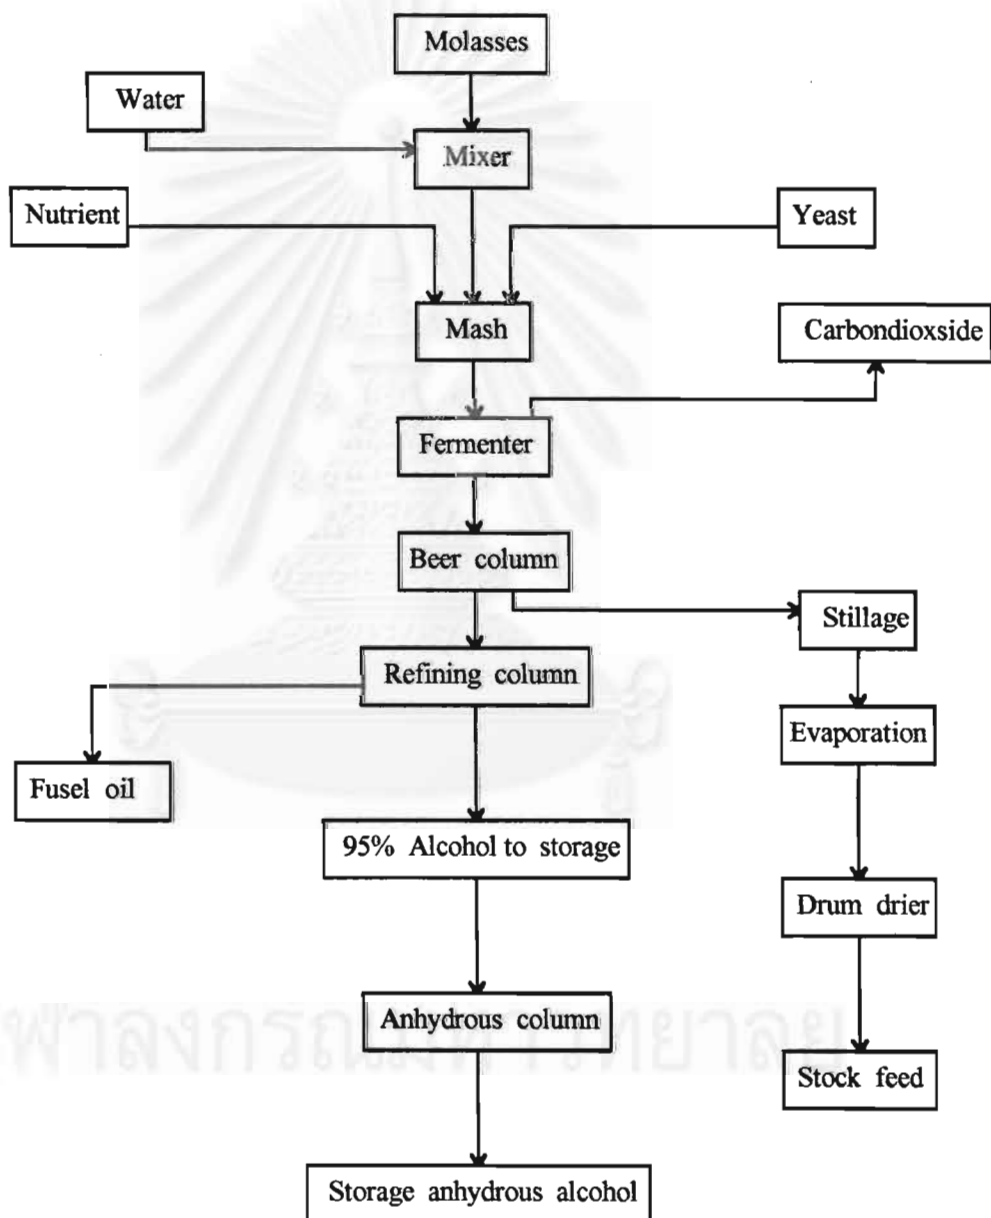 Molasses
Water
Mixer
Nutrient
Yeast
Mash
Carbondioxside
Fermenter
Beer column
Stillage
Refining column
Evaporation
Fusel oil
95% Alcohol to storage
Drum drier
Anhydrous column
Stock feed
Storage anhydrous alcohol